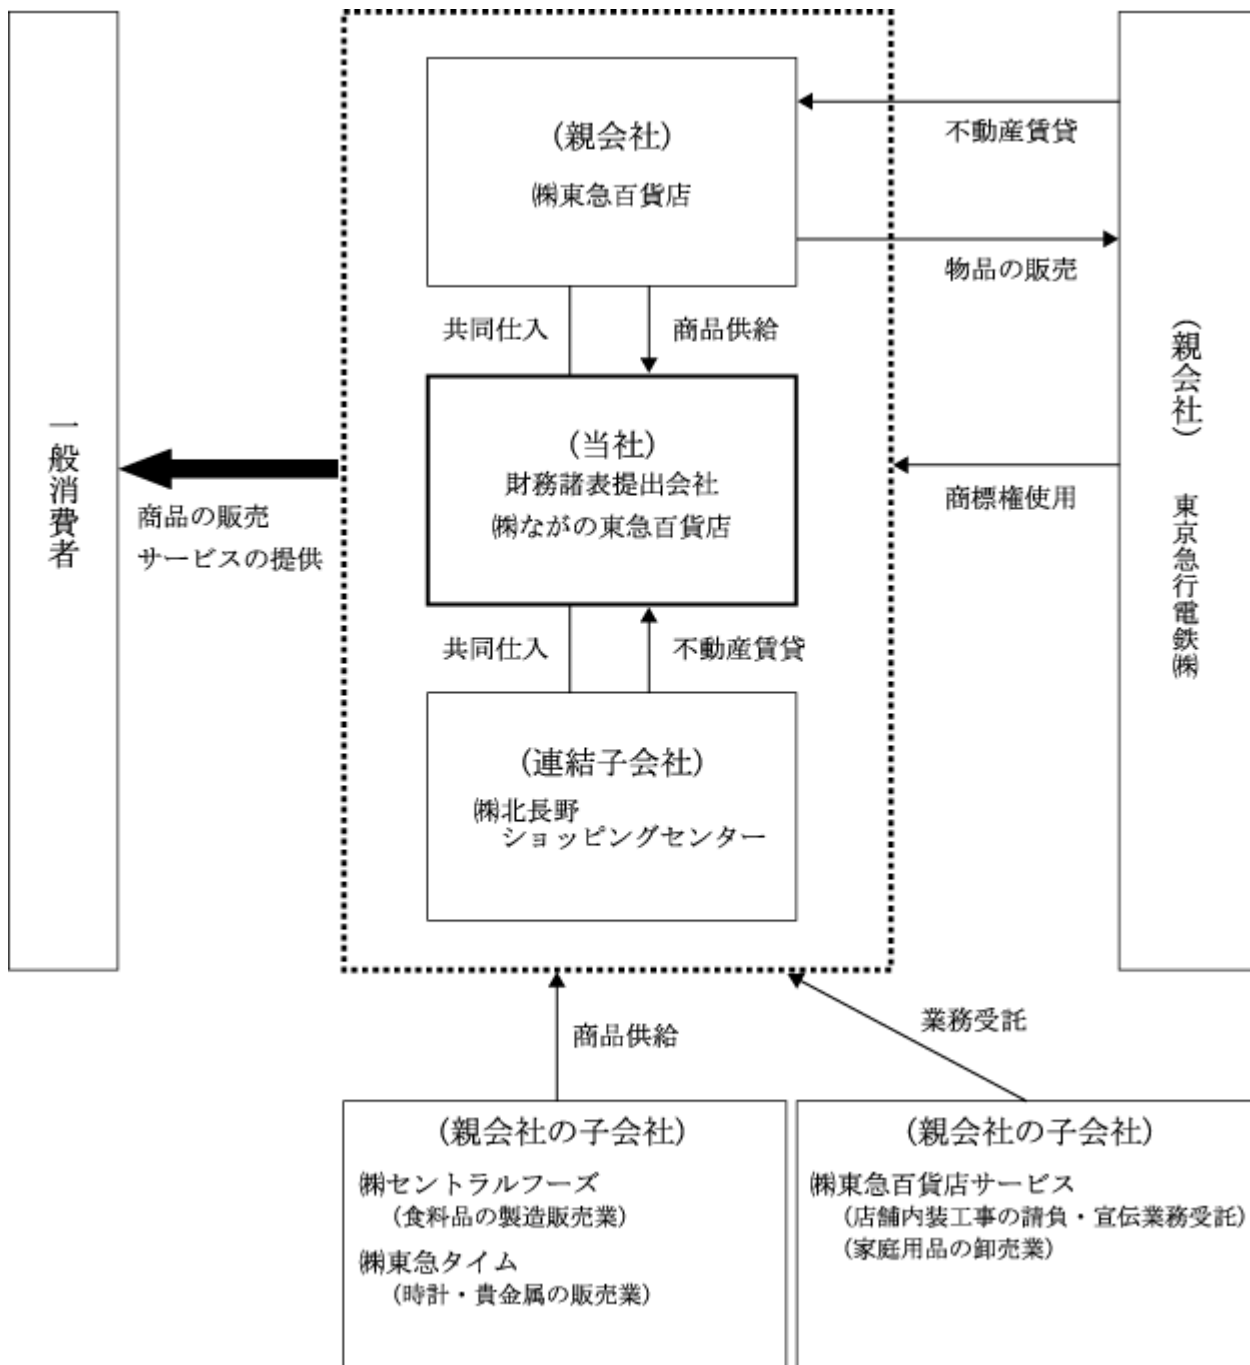 (親会社)
㈱東急百貨店
不動産賃貸
物品の販売
共同仕入
商品供給
(当社)
財務諸表提出会社
㈱ながの東急百貨店
一般消費者
商品の販売
サービスの提供
商標権使用
(親会社) 東京急行電鉄㈱
共同仕入
不動産賃貸
(連結子会社)
㈱北長野
ショッピングセンター
商品供給
業務受託
(親会社の子会社)
㈱セントラルフーズ
(食料品の製造販売業)
㈱東急タイム
(時計・貴金属の販売業)
(親会社の子会社)
㈱東急百貨店サービス
(店舗内装工事の請負・宣伝業務受託)
(家庭用品の卸売業)